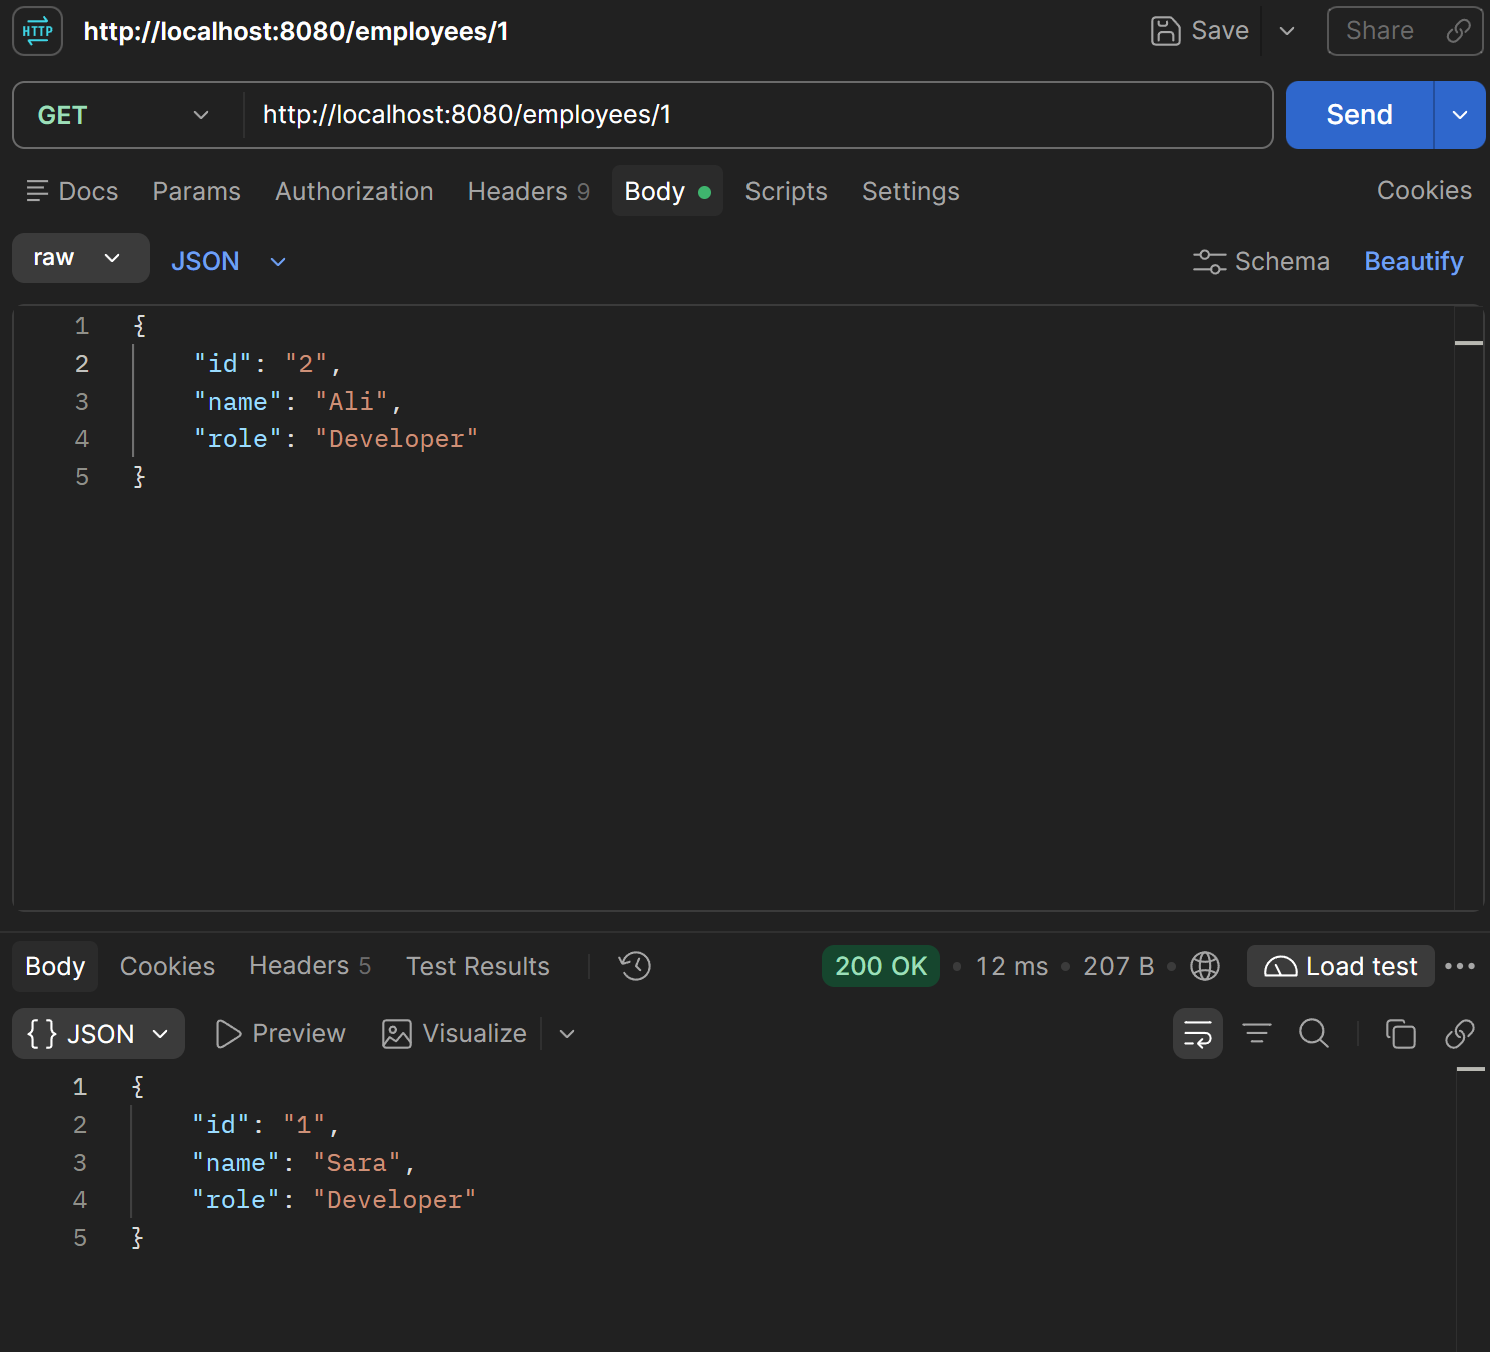 HTTP http://localhost:8080/employees/1 Save Share
GET http://localhost:8080/employees/1 Send
Docs Params Authorization Headers 9 Body Scripts Settings Cookies
raw JSON Schema Beautify
1 {
2 "id": "2",
3 "name": "Ali",
4 "role": "Developer"
5 }
Body Cookies Headers 5 Test Results 200 OK • 12 ms • 207 B • Load test
{} JSON Preview Visualize
1 {
2 "id": "1",
3 "name": "Sara",
4 "role": "Developer"
5 }